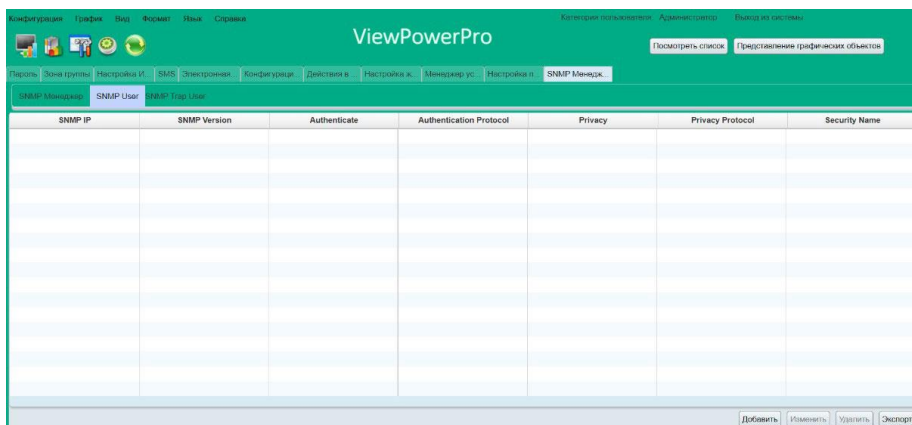 Конфигурация График Вид Формат Язык Справка Категория пользователя Администратор Выход из системы
ViewPowerPro
Посмотреть список Представление графических объектов
Пароль Зона группы Настройка И... SMS Электронная... Конфигураци... Действия в ... Настройка ж... Менеджер ус... Настройки п... SNMP Менедж...
SNMP Менеджер SNMP User SNMP Trap User
SNMP IP SNMP Version Authenticate Authentication Protocol Privacy Privacy Protocol Security Name
Добавить Изменить Удалить Экспорт